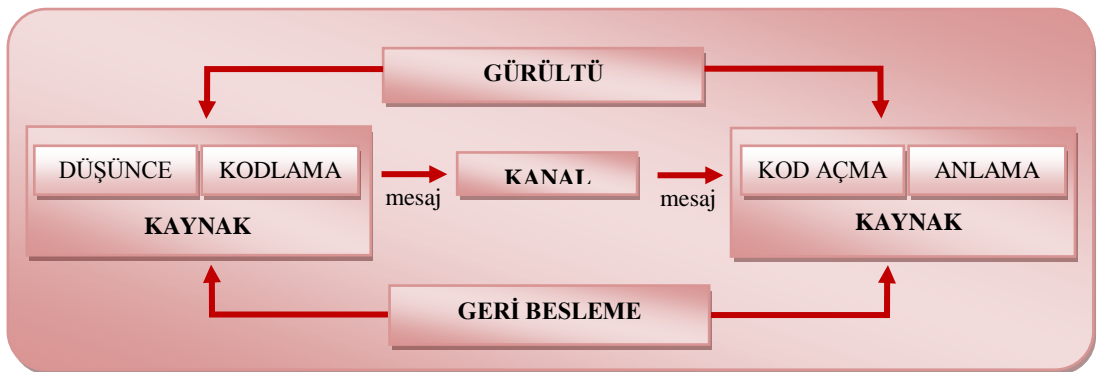 GÜRÜLTÜ
DÜŞÜNCE KODLAMA
KAYNAK
mesaj
KANAL
mesaj
KOD AÇMA ANLAMA
KAYNAK
GERİ BESLEME